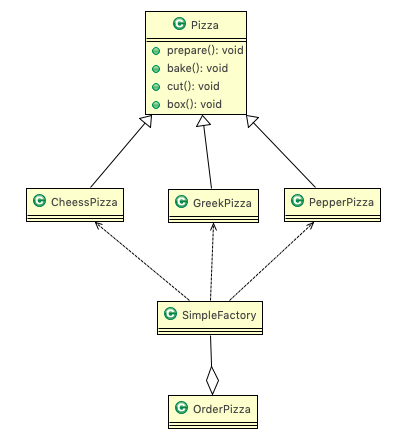 C Pizza
prepare(): void
bake(): void
cut(): void
box(): void
C CheessPizza
C GreekPizza
C PepperPizza
C SimpleFactory
C OrderPizza